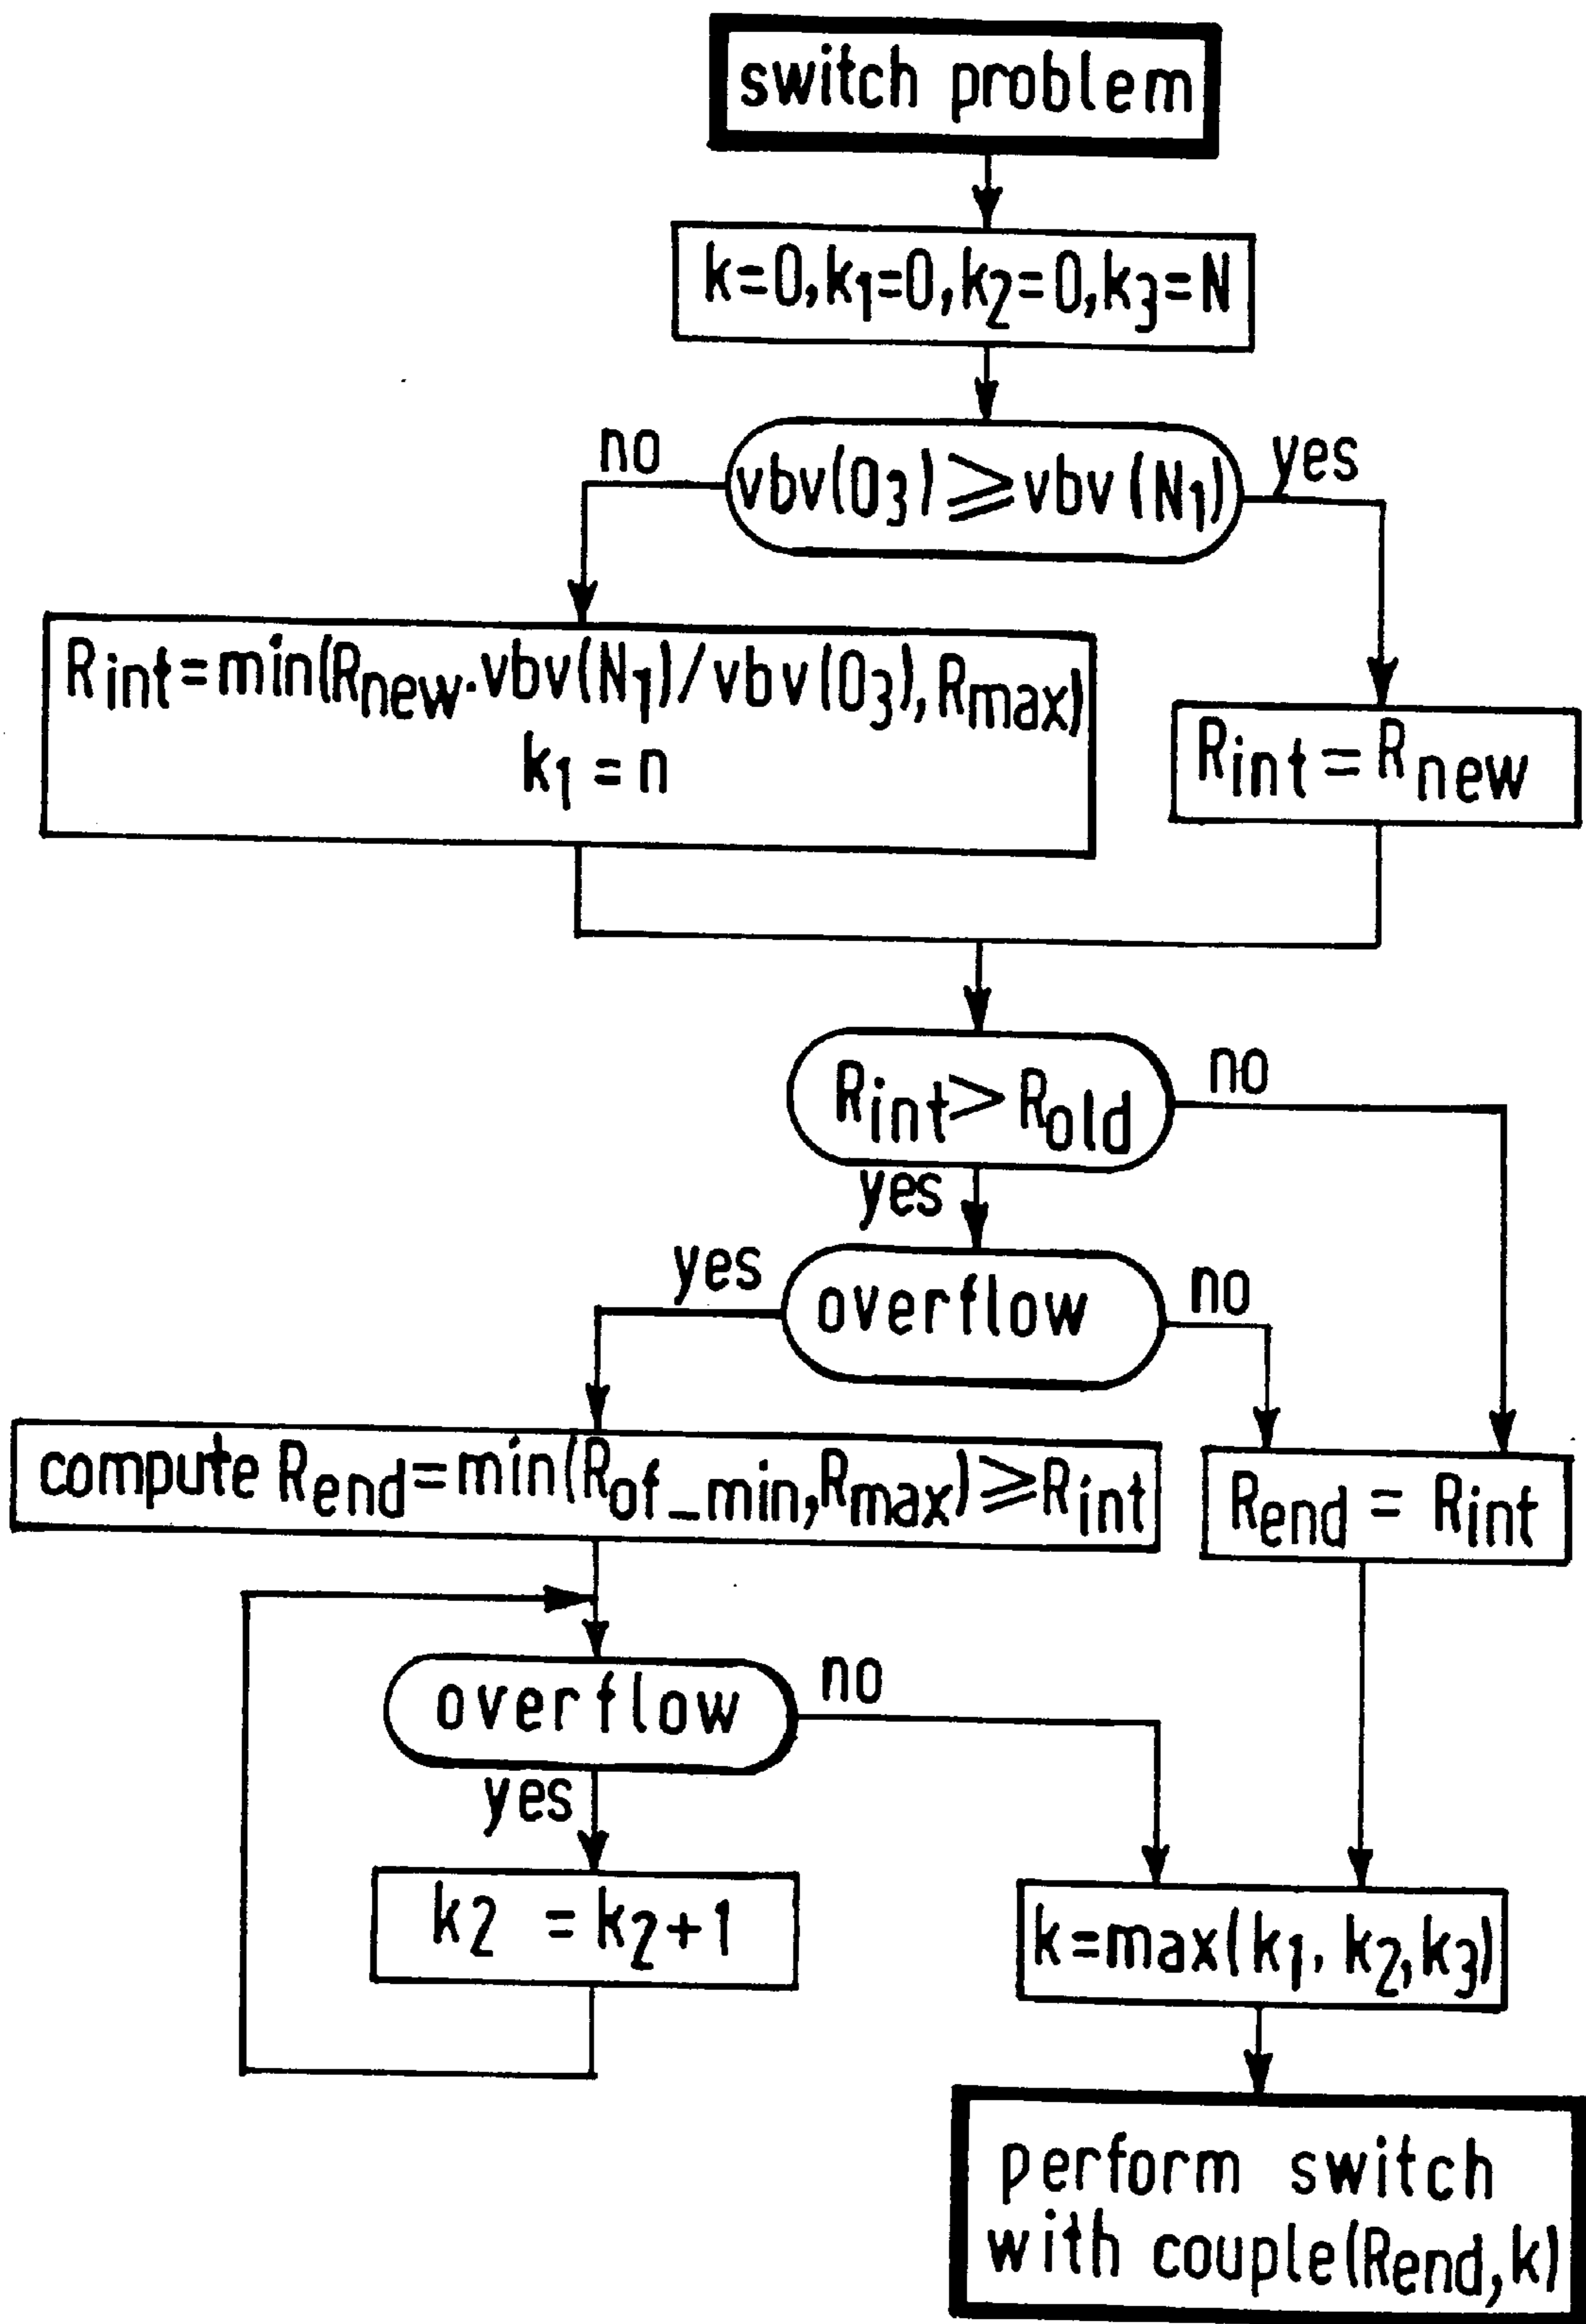 switch problem
k=0,k₁=0,k₂=0,k₃=N
no
vbv(O₃)⩾vbv(N₁)
yes
Rint=min(Rnew.vbv(N₁)/vbv(O₃),Rmax)
k₁=n
Rint=Rnew
Rint>Rold
no
yes
yes
overflow
no
compute Rend=min(Rof_min,Rmax)⩾Rint
Rend = Rint
overflow
no
yes
k2 =k₂+1
k=max(k₁, k₂,k₃)
perform switch
with couple(Rend,k)